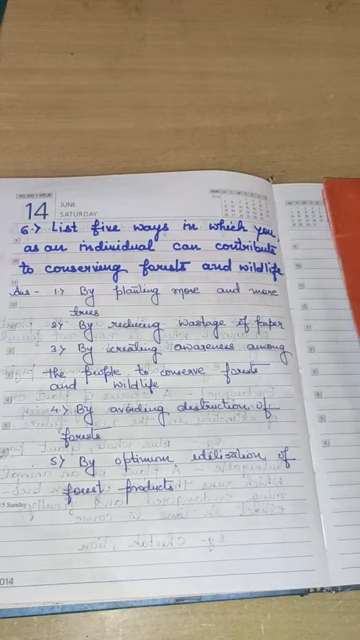 14
JUNE
SATURDAY
6.> List five ways in which you
as an individual can contribute
to conserving forests and wildlife
Ans - 1.> By planting more and more
trees
2.> By reducing wastage of paper
3.> By creating awareness among
the people to conserve forests
and wildlife
4.> By avoiding destruction of
forests
5.> By optimum utilisation of
forest products
15 Sunday